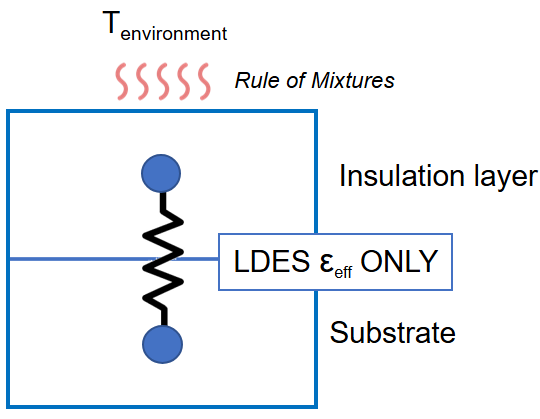 Tenvironment
Rule of Mixtures
Insulation layer
LDES εeff ONLY
Substrate